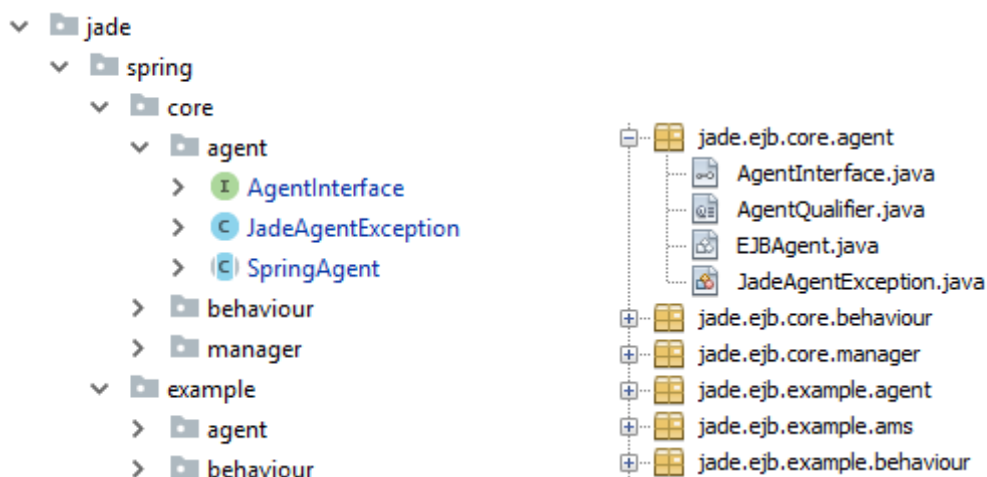 jade
spring
core
agent
I AgentInterface
C JadeAgentException
C SpringAgent
behaviour
manager
example
agent
behaviour
jade.ejb.core.agent
AgentInterface.java
AgentQualifier.java
EJBAgent.java
JadeAgentException.java
jade.ejb.core.behaviour
jade.ejb.core.manager
jade.ejb.example.agent
jade.ejb.example.ams
jade.ejb.example.behaviour